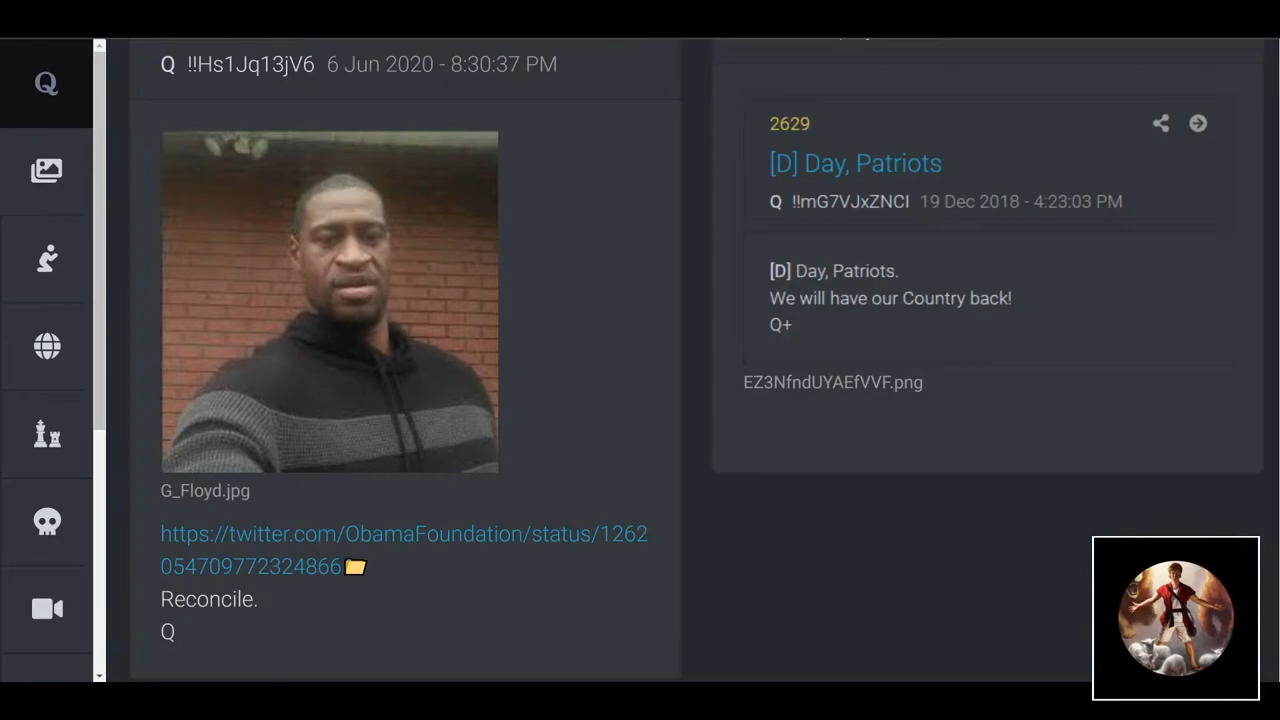 Q
Q !!Hs1Jq13jV6 6 Jun 2020 - 8:30:37 PM
G_Floyd.jpg
https://twitter.com/ObamaFoundation/status/1262
054709772324866
Reconcile.
Q
2629
[D] Day, Patriots
Q !!mG7VJxZNCI 19 Dec 2018 - 4:23:03 PM
[D] Day, Patriots.
We will have our Country back!
Q+
EZ3NfndUYAEfVVF.png